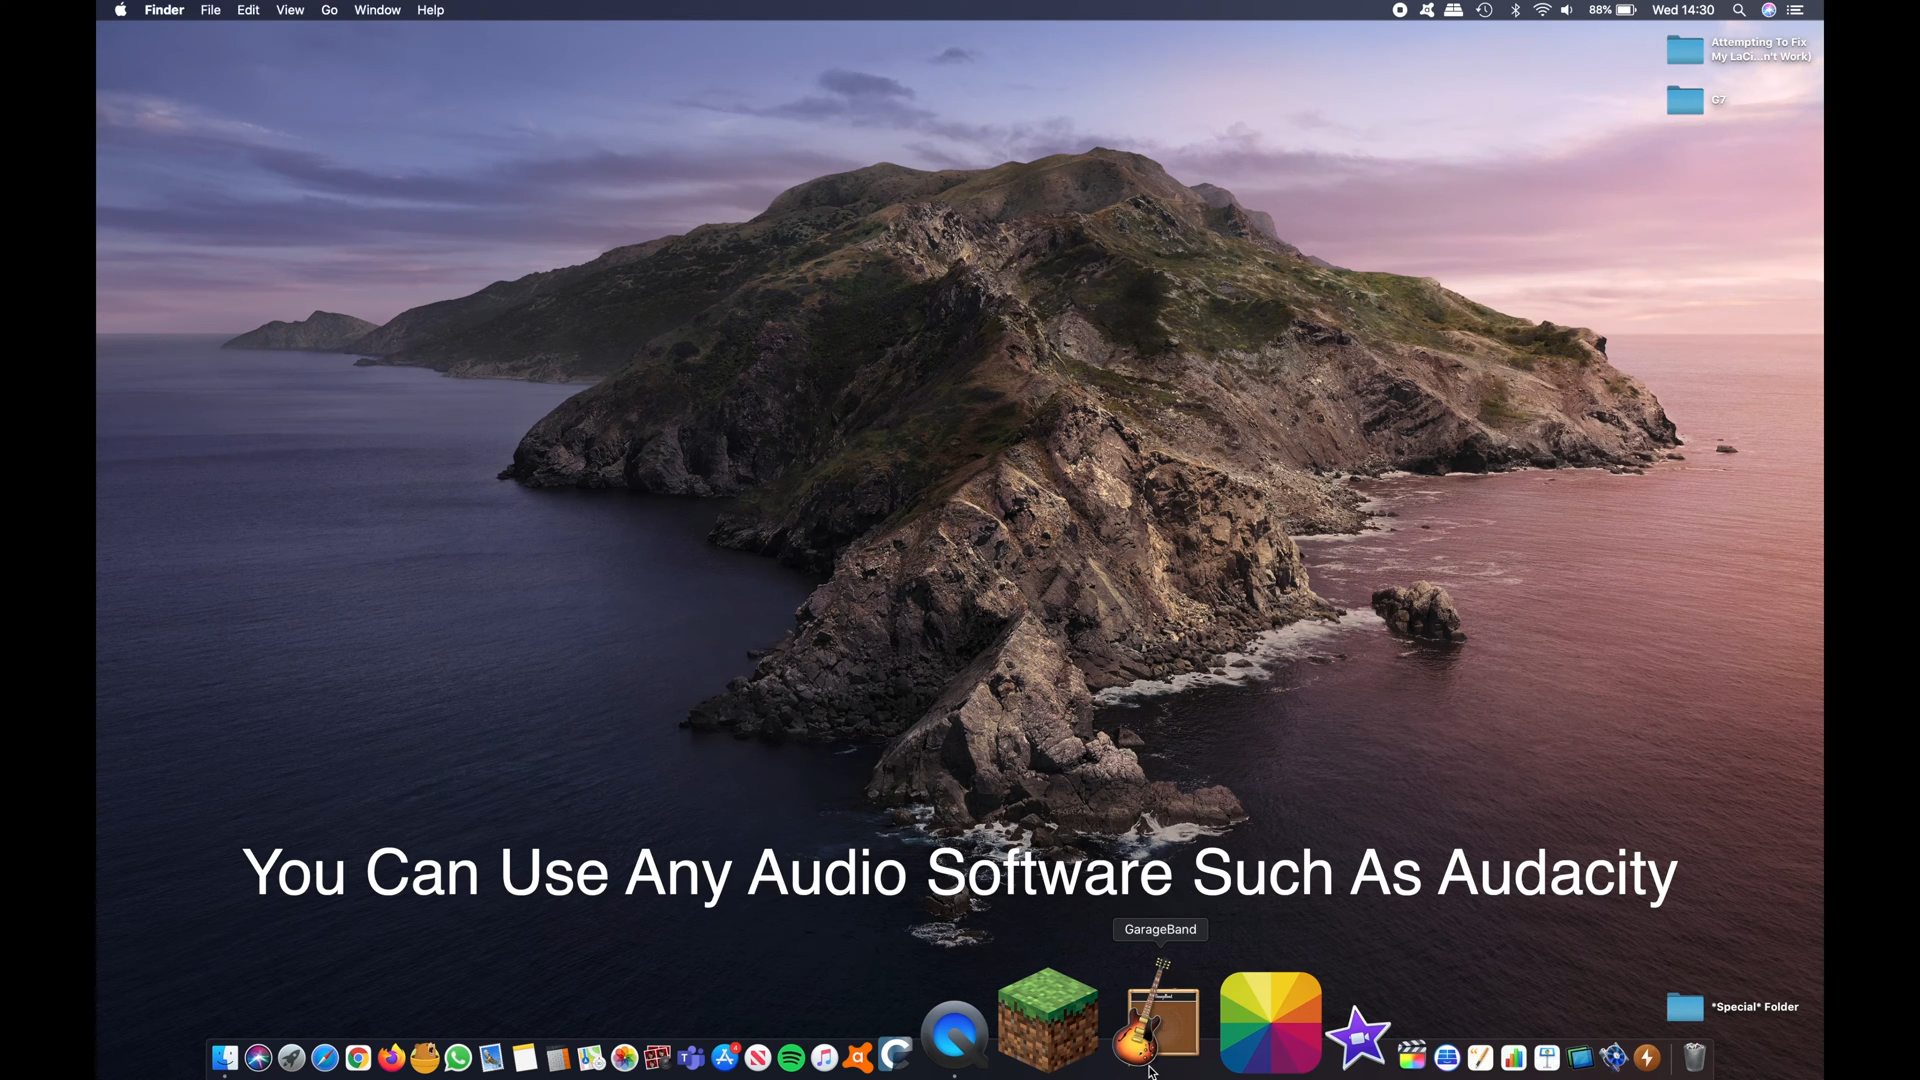 Finder File Edit View Go Window Help 88% Wed 14:30
Attempting To Fix
My LaCi...n't Work)
G7
You Can Use Any Audio Software Such As Audacity
GarageBand
*Special* Folder
4